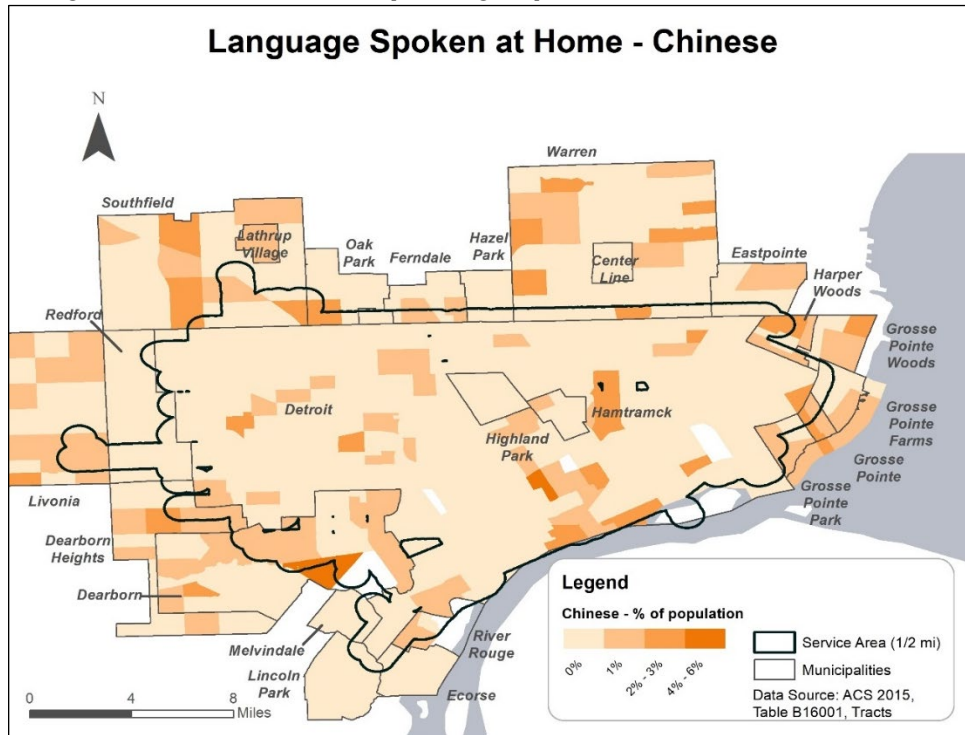 Language Spoken at Home - Chinese
N
Warren
Southfield
Lathrup
Village
Oak
Park
Ferndale
Hazel
Park
Center
Line
Eastpointe
Harper
Woods
Redford
Grosse
Pointe
Woods
Detroit
Hamtramck
Highland
Park
Grosse
Pointe
Farms
Grosse
Pointe
Grosse
Pointe
Park
Livonia
Dearborn
Heights
Dearborn
Melvindale
River
Rouge
Lincoln
Park
Ecorse
0 4 8
Miles
Legend
Chinese - % of population
0% 1% 2% - 3% 4% - 6%
Service Area (1/2 mi)
Municipalities
Data Source: ACS 2015,
Table B16001, Tracts